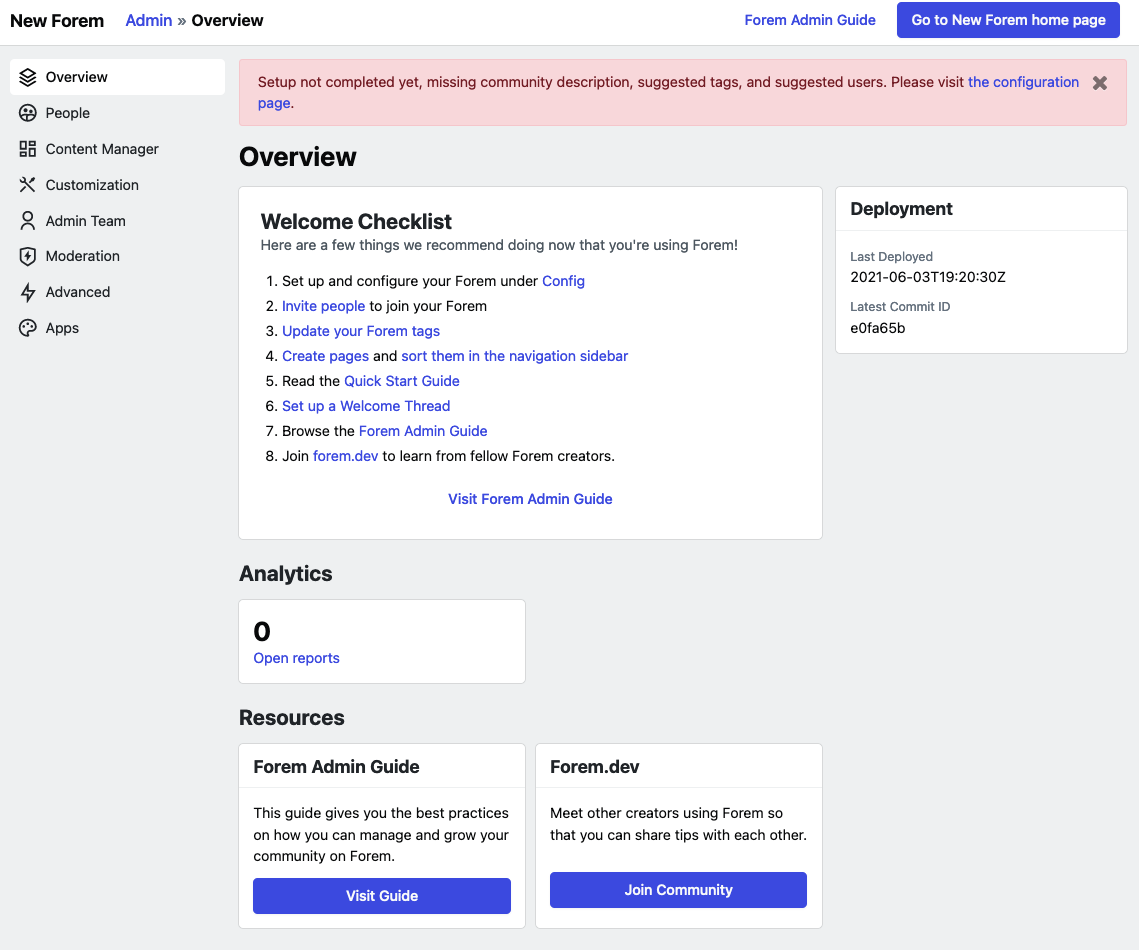 New Forem Admin » Overview Forem Admin Guide Go to New Forem home page
Overview
People
Content Manager
Customization
Admin Team
Moderation
Advanced
Apps
Setup not completed yet, missing community description, suggested tags, and suggested users. Please visit the configuration
page.
Overview
Welcome Checklist
Here are a few things we recommend doing now that you're using Forem!
1. Set up and configure your Forem under Config
2. Invite people to join your Forem
3. Update your Forem tags
4. Create pages and sort them in the navigation sidebar
5. Read the Quick Start Guide
6. Set up a Welcome Thread
7. Browse the Forem Admin Guide
8. Join forem.dev to learn from fellow Forem creators.
Visit Forem Admin Guide
Deployment
Last Deployed
2021-06-03T19:20:30Z
Latest Commit ID
e0fa65b
Analytics
0
Open reports
Resources
Forem Admin Guide
This guide gives you the best practices
on how you can manage and grow your
community on Forem.
Visit Guide
Forem.dev
Meet other creators using Forem so
that you can share tips with each other.
Join Community